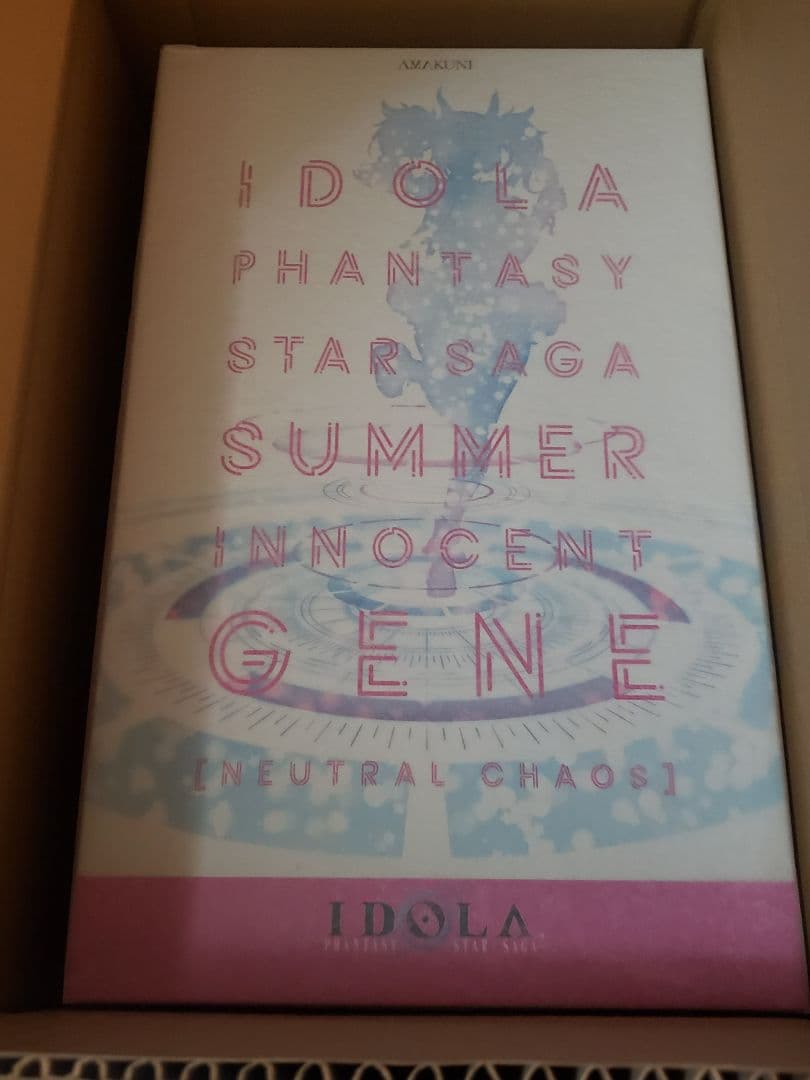 AMAKUNI
IDOLA
PHANTASY
STAR SAGA
SUMMER
INNOCENT
GENE
[NEUTRAL CHAOS]
IDOLA
PHANTASY STAR SAGA